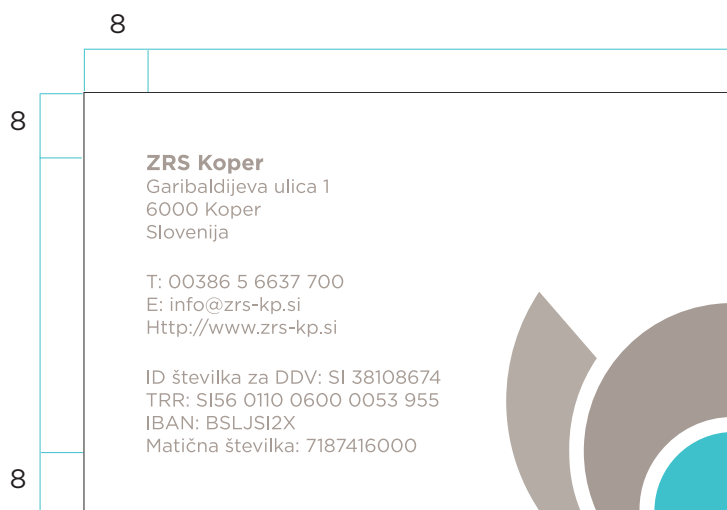 8
8
ZRS Koper
Garibaldijeva ulica 1
6000 Koper
Slovenija
T: 00386 5 6637 700
E: info@zrs-kp.si
Http://www.zrs-kp.si
ID številka za DDV: SI 38108674
TRR: SI56 0110 0600 0053 955
IBAN: BSLJSI2X
Matična številka: 7187416000
8